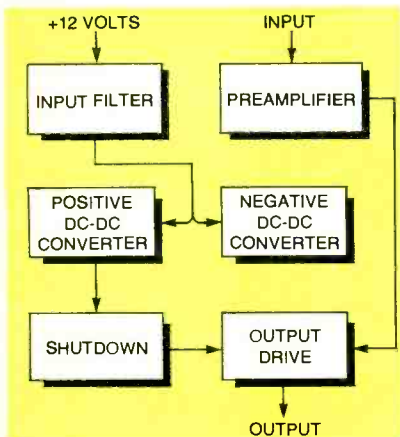 +12 VOLTS
INPUT
INPUT FILTER
PREAMPLIFIER
POSITIVE
DC-DC
CONVERTER
NEGATIVE
DC-DC
CONVERTER
SHUTDOWN
OUTPUT
DRIVE
OUTPUT